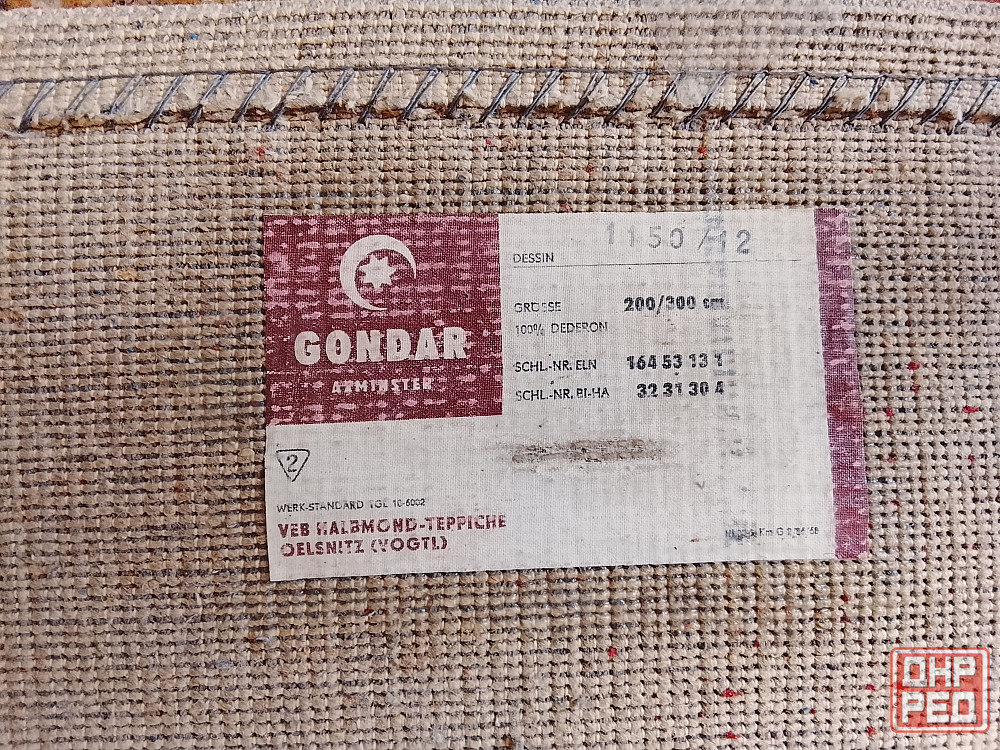 1150/12
DESSIN
GRÖSSE 200/300 cm
100% DEDERON
SCHL.-NR. ELN 164 53 13 1
SCHL.-NR. BI-HA 32 31 30 4
GONDAR
AXMINSTER
2
WERK-STANDARD TGL 10-6002
VEB HALBMOND-TEPPICHE
OELSNITZ (VOGTL)
Km G
OHP
PEO